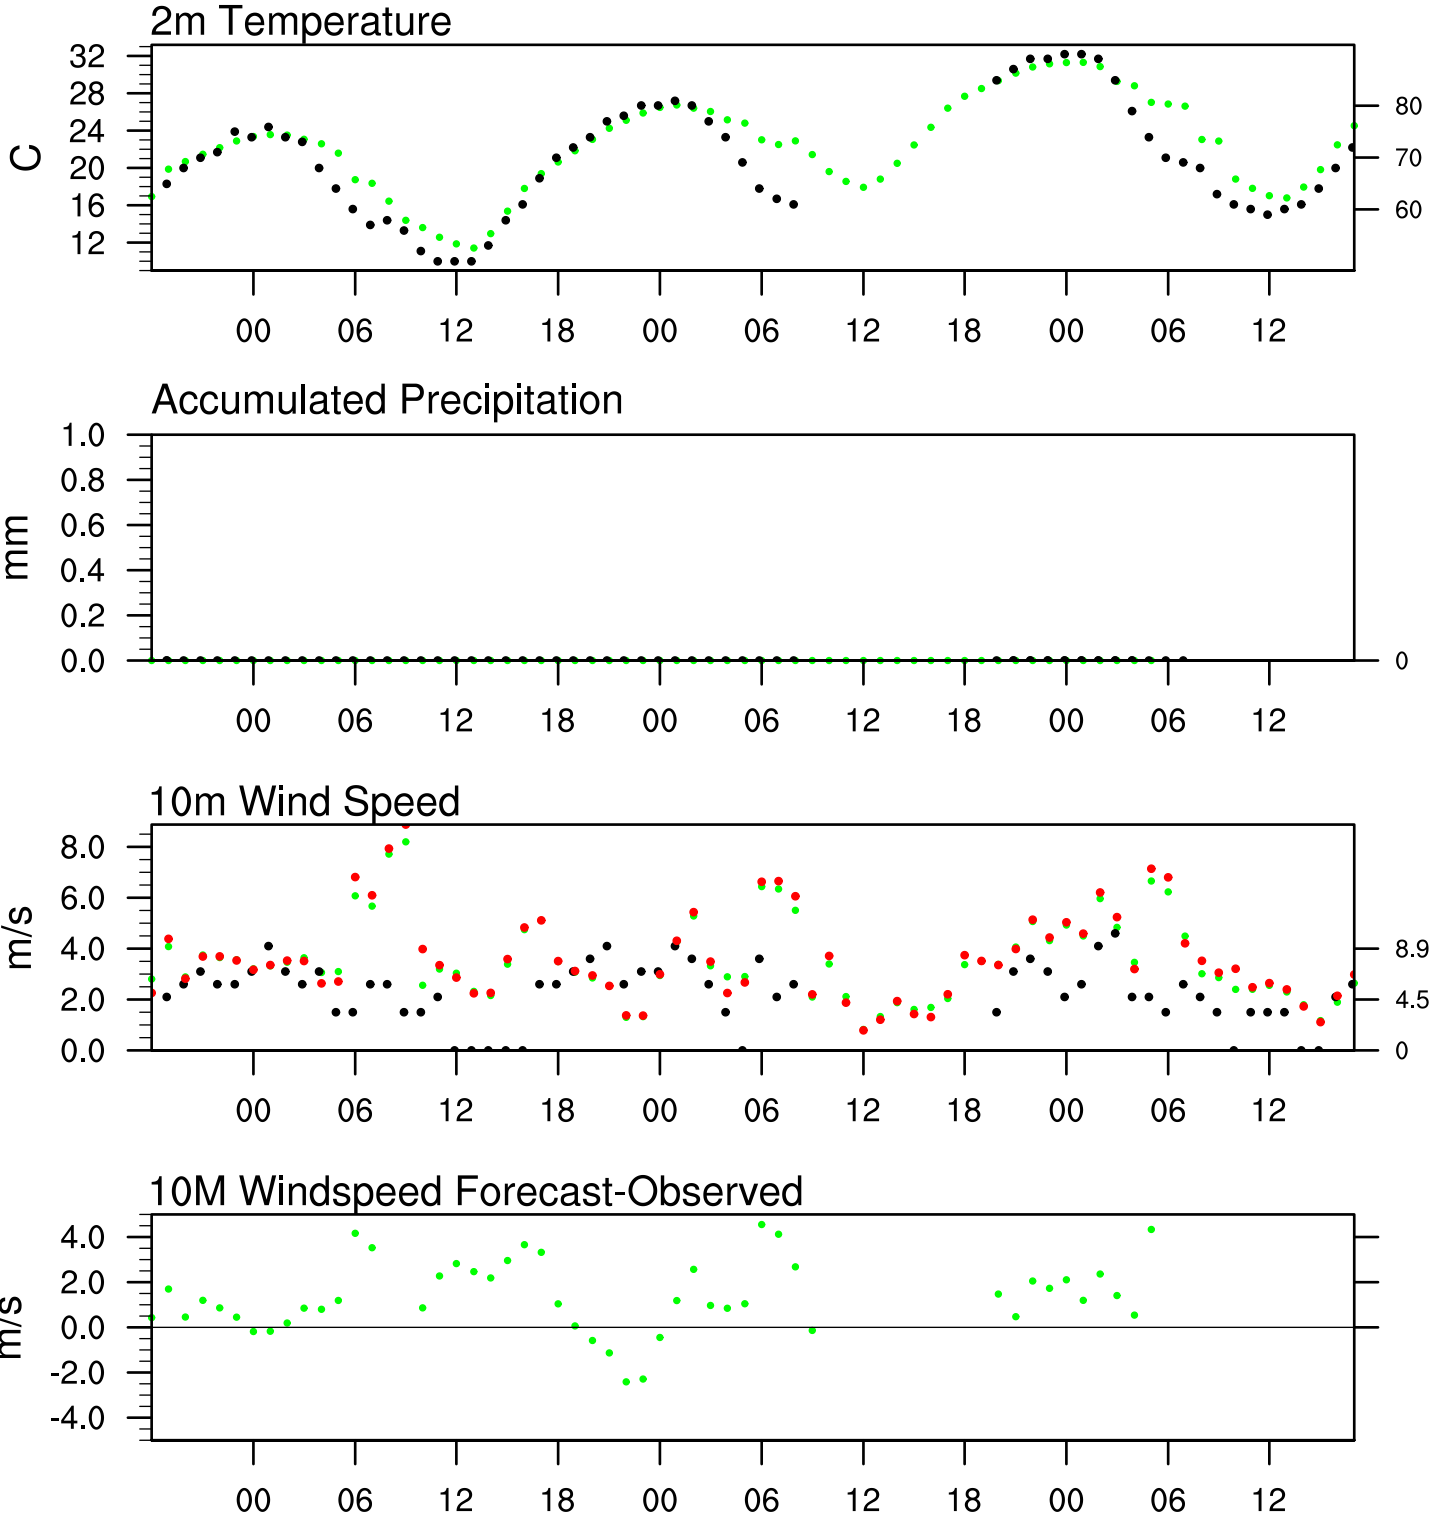 2m Temperature
32
28
24
20
16
12
C
80
70
60
00 06 12 18 00 06 12 18 00 06 12
Accumulated Precipitation
1.0
0.8
0.6
0.4
0.2
0.0
mm
0
00 06 12 18 00 06 12 18 00 06 12
10m Wind Speed
8.0
6.0
4.0
2.0
0.0
m/s
8.9
4.5
0
00 06 12 18 00 06 12 18 00 06 12
10M Windspeed Forecast-Observed
4.0
2.0
0.0
-2.0
-4.0
m/s
00 06 12 18 00 06 12 18 00 06 12